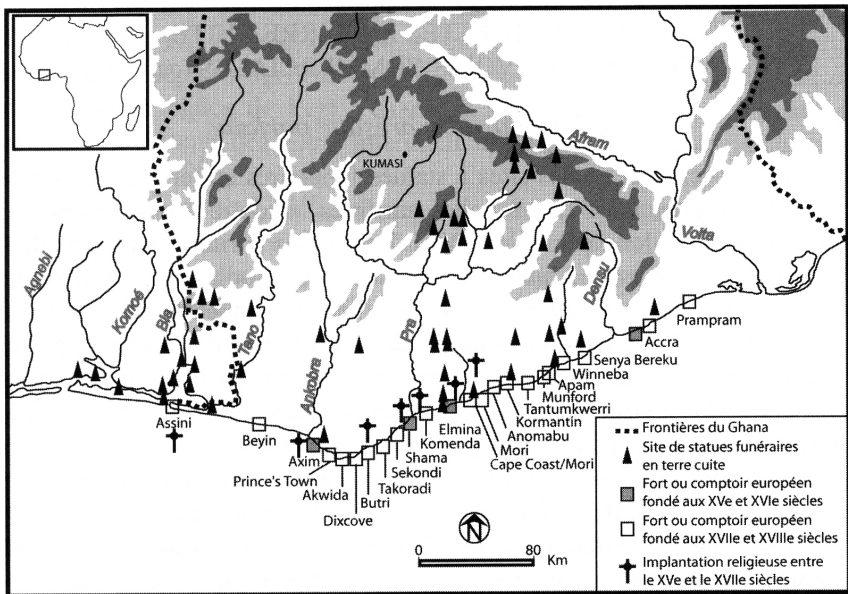 KUMASI
Afram
Volta
Agnebi
Komoé
Bia
Tano
Ankobra
Pra
Densu
Prampram
Accra
Senya Bereku
Winneba
Apam
Munford
Tantumkwerri
Kormantin
Anomabu
Mori
Cape Coast/Mori
Elmina
Komenda
Shama
Sekondi
Takoradi
Butri
Dixcove
Akwida
Prince's Town
Axim
Beyin
Assini
N
0
80
Km
Frontières du Ghana
Site de statues funéraires
en terre cuite
Fort ou comptoir européen
fondé aux XVe et XVIe siècles
Fort ou comptoir européen
fondé aux XVIIe et XVIIIe siècles
Implantation religieuse entre
le XVe et le XVIIe siècles